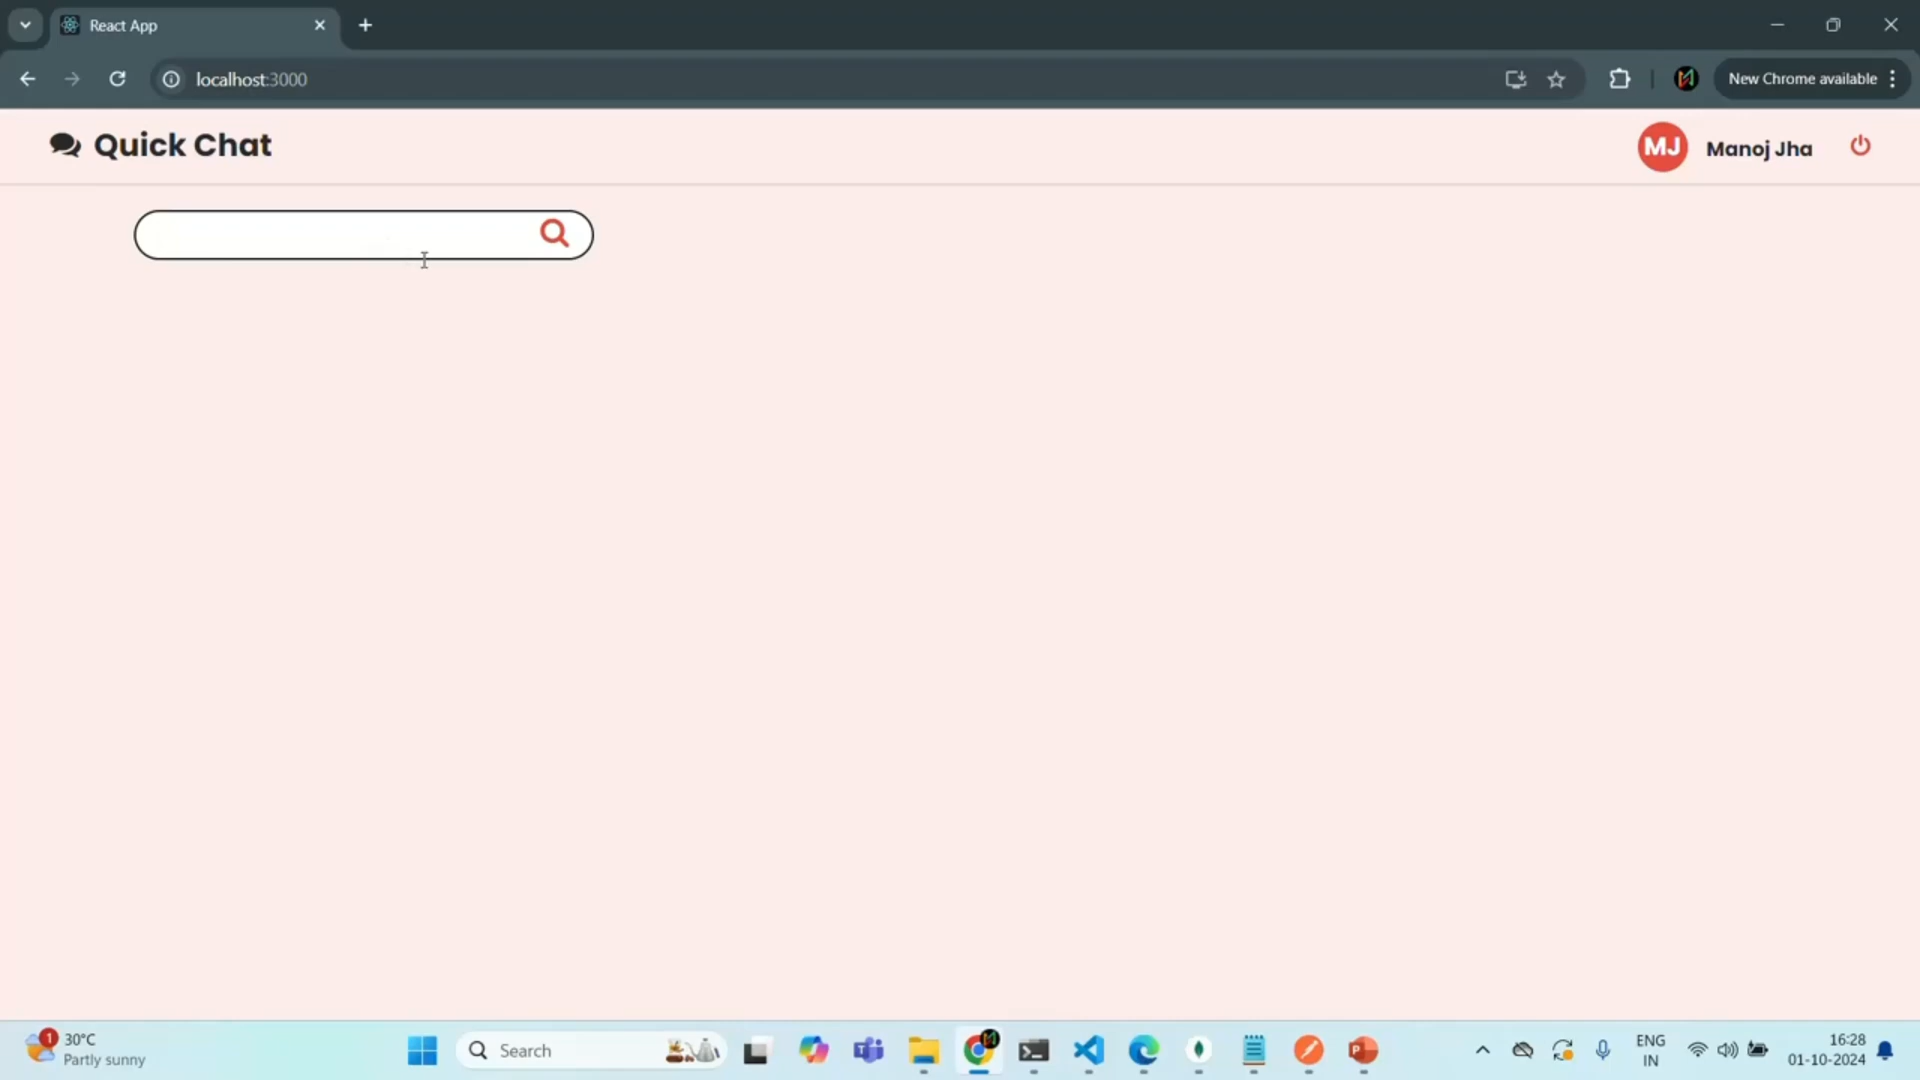 React App
localhost:3000
New Chrome available
Quick Chat
MJ
Manoj Jha
1
30°C
Partly sunny
Search
ENG
IN
16:28
01-10-2024